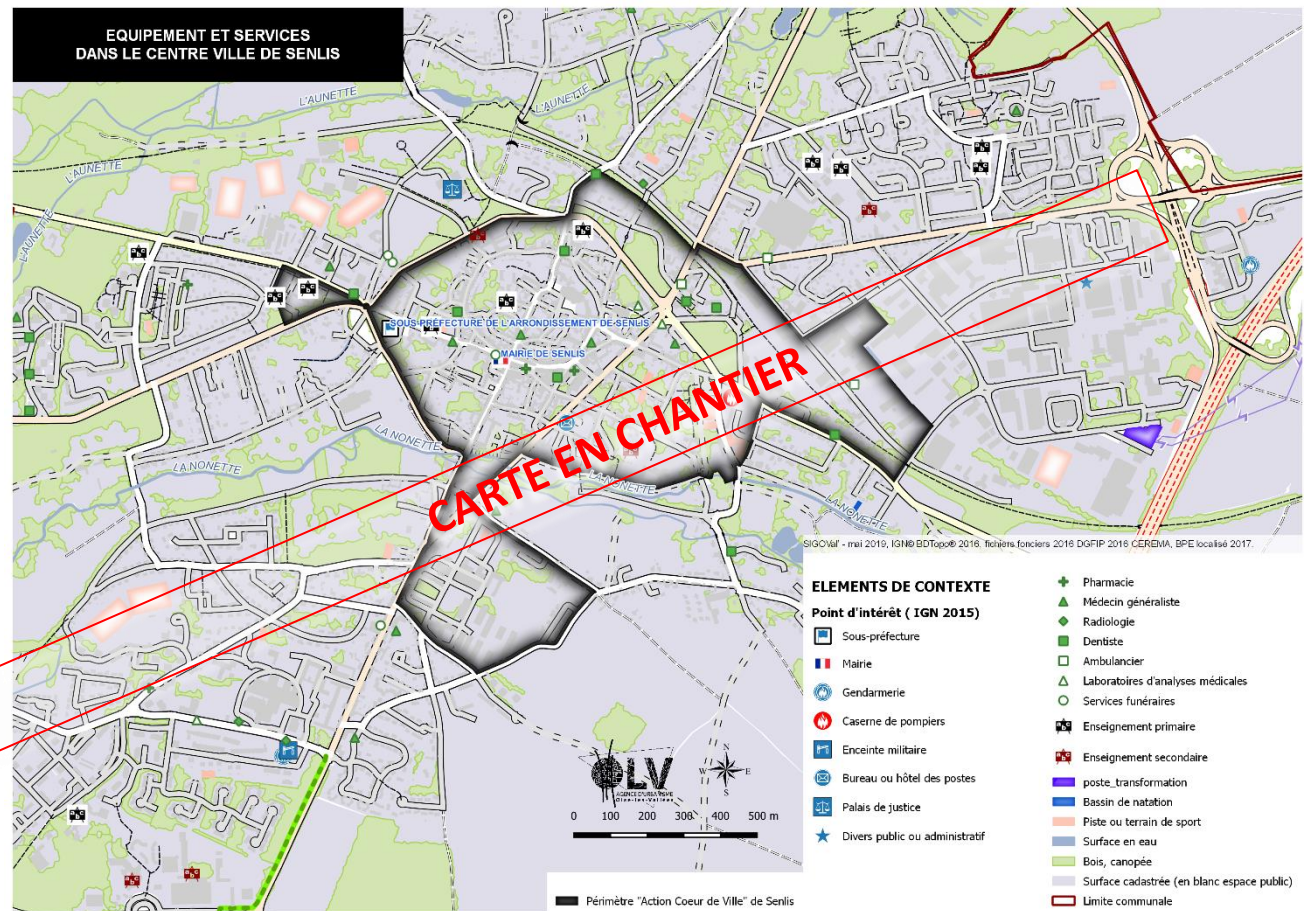 EQUIPEMENT ET SERVICES
DANS LE CENTRE VILLE DE SENLIS
L'AUNETTE
L'AUNETTE
L'AUNETTE
L'AUNETTE
SOUS PRÉFECTURE DE L'ARRONDISSEMENT DE SENLIS
MAIRIE DE SENLIS
CARTE EN CHANTIER
LA NONETTE
LA NONETTE
LA NONETTE
LA NONETTE
SIGOVal' - mai 2019, IGN© BDTopo® 2016, fichiers fonciers 2016 DGFIP 2016 CEREMA, BPE localisé 2017.
ELEMENTS DE CONTEXTE
Point d'intérêt ( IGN 2015)
Sous-préfecture
Mairie
Gendarmerie
Caserne de pompiers
Enceinte militaire
Bureau ou hôtel des postes
Palais de justice
Divers public ou administratif
Pharmacie
Médecin généraliste
Radiologie
Dentiste
Ambulancier
Laboratoires d'analyses médicales
Services funéraires
Enseignement primaire
Enseignement secondaire
poste_transformation
Bassin de natation
Piste ou terrain de sport
Surface en eau
Bois, canopée
Surface cadastrée (en blanc espace public)
Limite communale
OLV
AGENCE D'URBANISME
Oise-les-Vallées
N
W E
S
0 100 200 300 400 500 m
Périmètre "Action Coeur de Ville" de Senlis